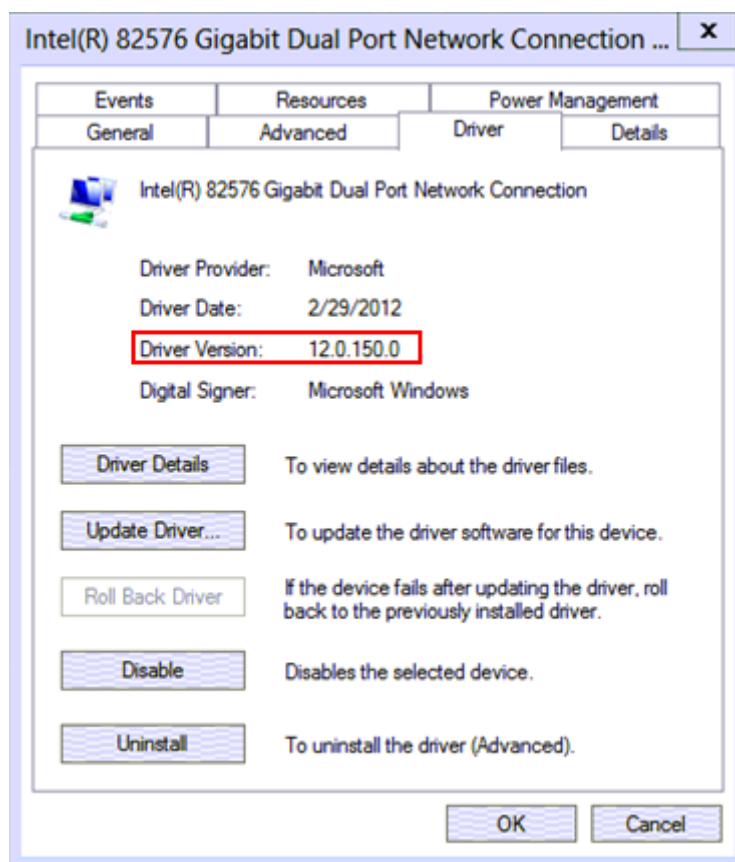 Intel(R) 82576 Gigabit Dual Port Network Connection ...
x
Events Resources Power Management
General Advanced Driver Details
Intel(R) 82576 Gigabit Dual Port Network Connection
Driver Provider: Microsoft
Driver Date: 2/29/2012
Driver Version: 12.0.150.0
Digital Signer: Microsoft Windows
Driver Details To view details about the driver files.
Update Driver... To update the driver software for this device.
Roll Back Driver If the device fails after updating the driver, roll
back to the previously installed driver.
Disable Disables the selected device.
Uninstall To uninstall the driver (Advanced).
OK Cancel